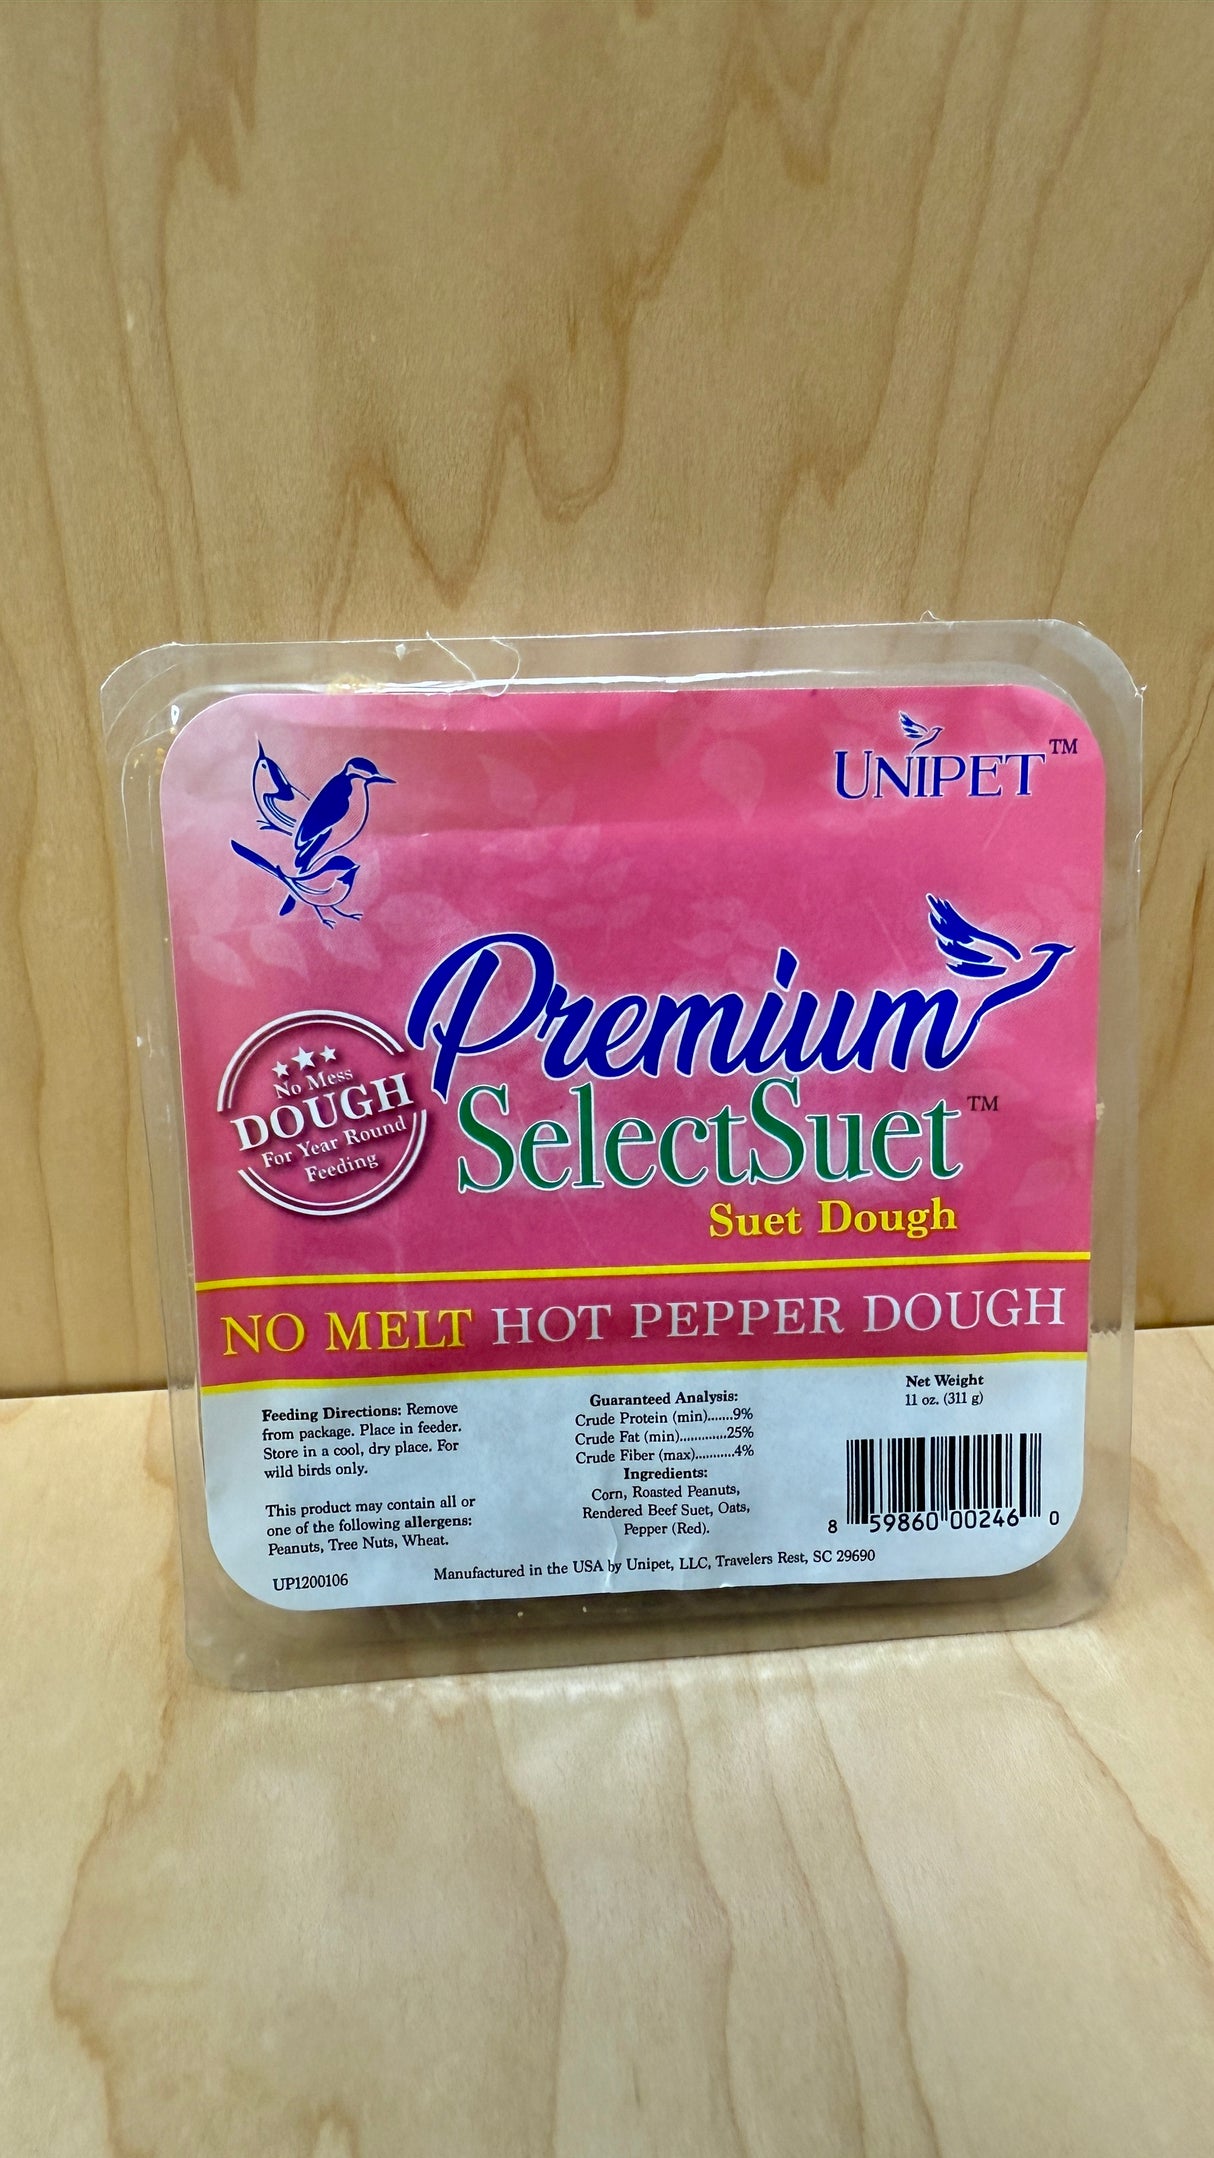 UNIPET™
Premium
SelectSuet™
Suet Dough
No Mess
DOUGH
For Year Round
Feeding
NO MELT HOT PEPPER DOUGH
Feeding Directions: Remove
from package. Place in feeder.
Store in a cool, dry place. For
wild birds only.
This product may contain all or
one of the following allergens:
Peanuts, Tree Nuts, Wheat.
UP1200106
Guaranteed Analysis:
Crude Protein (min).......9%
Crude Fat (min).............25%
Crude Fiber (max)...........4%
Ingredients:
Corn, Roasted Peanuts,
Rendered Beef Suet, Oats,
Pepper (Red).
Net Weight
11 oz. (311 g)
8 59860 00246 0
Manufactured in the USA by Unipet, LLC, Travelers Rest, SC 29690